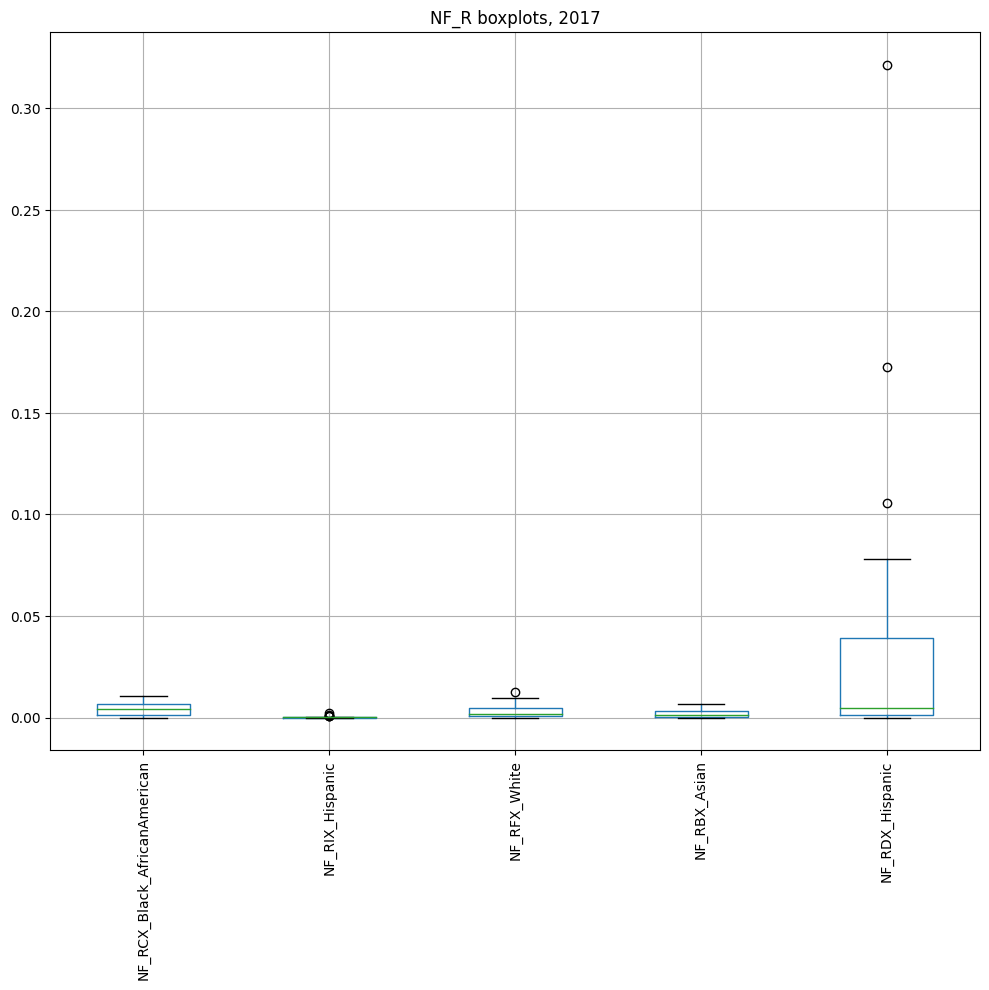 NF_R boxplots, 2017
0.30
0.25
0.20
0.15
0.10
0.05
0.00
NF_RCX_Black_AfricanAmerican
NF_RIX_Hispanic
NF_RFX_White
NF_RBX_Asian
NF_RDX_Hispanic